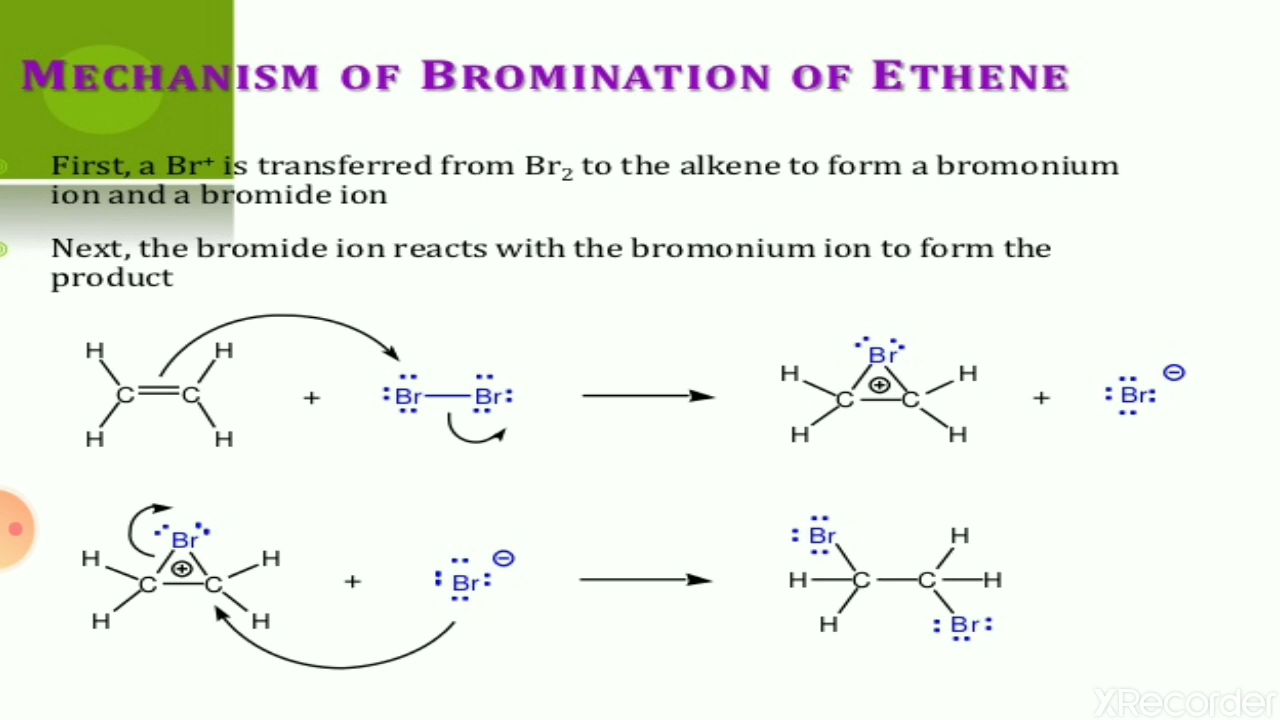 MECHANISM OF BROMINATION OF ETHENE
First, a Br⁺ is transferred from Br₂ to the alkene to form a bromonium
ion and a bromide ion
Next, the bromide ion reacts with the bromonium ion to form the
product
H H Br H H
C C + :Br Br: C + C + :Br: ⊖
H H H H
Br H
H Br H ⊖ :Br
C + C + :Br: H C C H
H H H :Br:
XRecorder